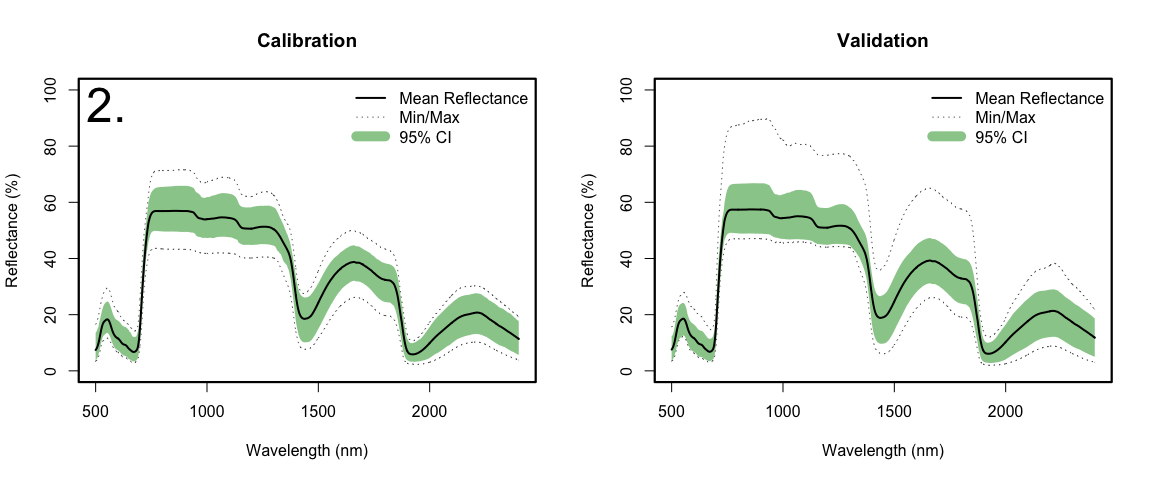 Calibration
2.
Mean Reflectance
Min/Max
95% CI
100
80
60
40
20
0
Reflectance (%)
500 1000 1500 2000
Wavelength (nm)
Validation
Mean Reflectance
Min/Max
95% CI
100
80
60
40
20
0
Reflectance (%)
500 1000 1500 2000
Wavelength (nm)